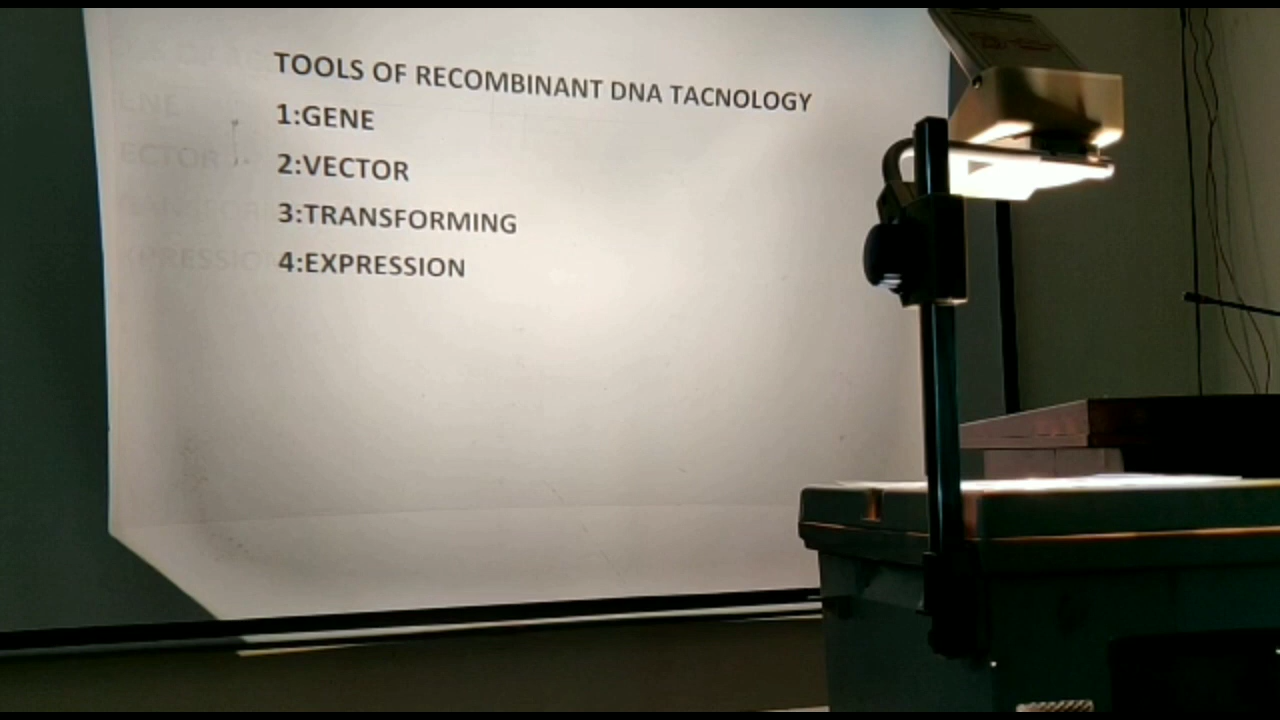 TOOLS OF RECOMBINANT DNA TACNOLOGY
1:GENE
2:VECTOR
3:TRANSFORMING
4:EXPRESSION